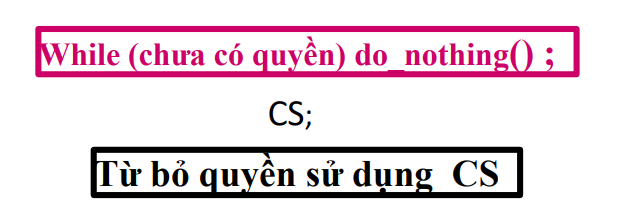 While (chưa có quyền) do_nothing() ;
CS;
Từ bỏ quyền sử dụng CS